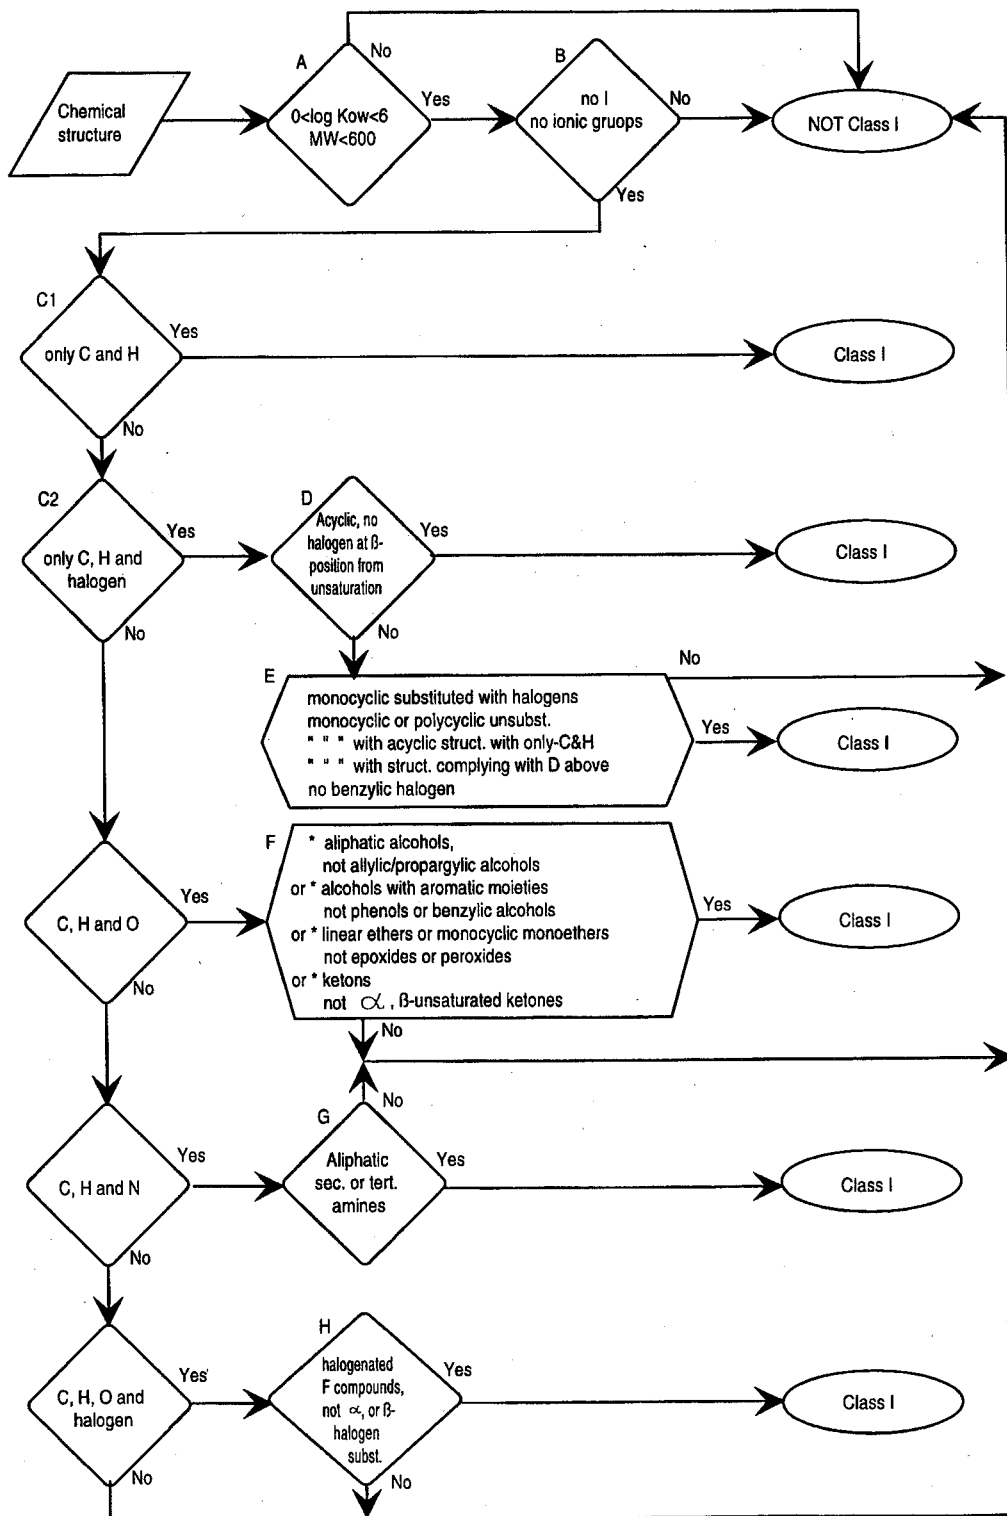 No
A
B
Chemical
structure
0<log Kow<6
MW<600
Yes
no I
no ionic gruops
No
NOT Class I
Yes
C1
only C and H
Yes
Class I
No
C2
only C, H and
halogen
Yes
D
Acyclic, no
halogen at ß-
position from
unsaturation
Yes
Class I
No
No
E
monocyclic substituted with halogens
monocyclic or polycyclic unsubst.
" " " with acyclic struct. with only-C&H
" " " with struct. complying with D above
no benzylic halogen
No
Yes
Class I
C, H and O
Yes
F
* aliphatic alcohols,
not allylic/propargylic alcohols
or * alcohols with aromatic moieties
not phenols or benzylic alcohols
or * linear ethers or monocyclic monoethers
not epoxides or peroxides
or * ketons
not α , ß-unsaturated ketones
Yes
Class I
No
No
No
C, H and N
Yes
G
Aliphatic
sec. or tert.
amines
Yes
Class I
No
C, H, O and
halogen
Yes
H
halogenated
F compounds,
not α, or ß-
halogen
subst.
Yes
Class I
No
No